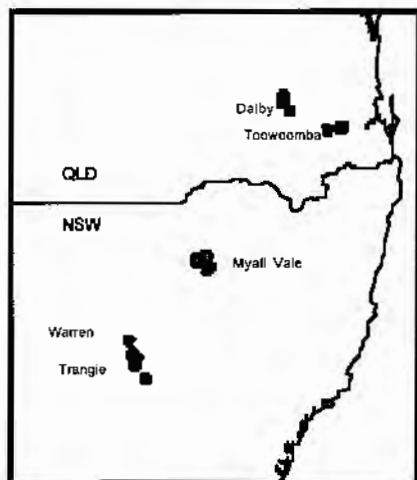 Dalby
Toowoomba
QLD
NSW
Myall Vale
Warren
Trangie